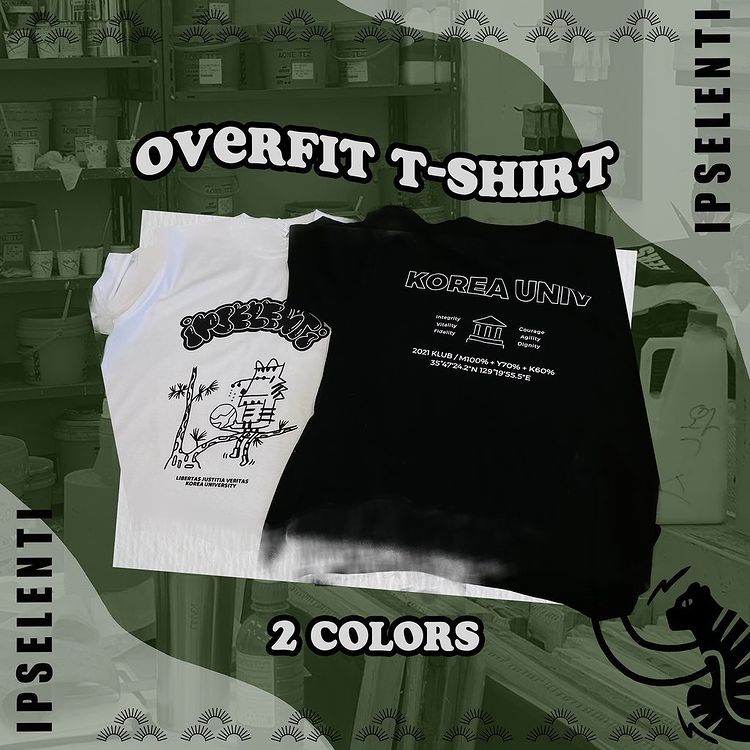 IPSELENTI
OVERFIT T-SHIRT
IPSELENTI
LIBERTAS JUSTITIA VERITAS
KOREA UNIVERSITY
KOREA UNIV
Integrity
Vitality
Fidelity
Courage
Agility
Dignity
2021 KLUB / M100% + Y70% + K60%
35°47'24.2"N 129°19'55.5"E
2 COLORS
IPSELENTI